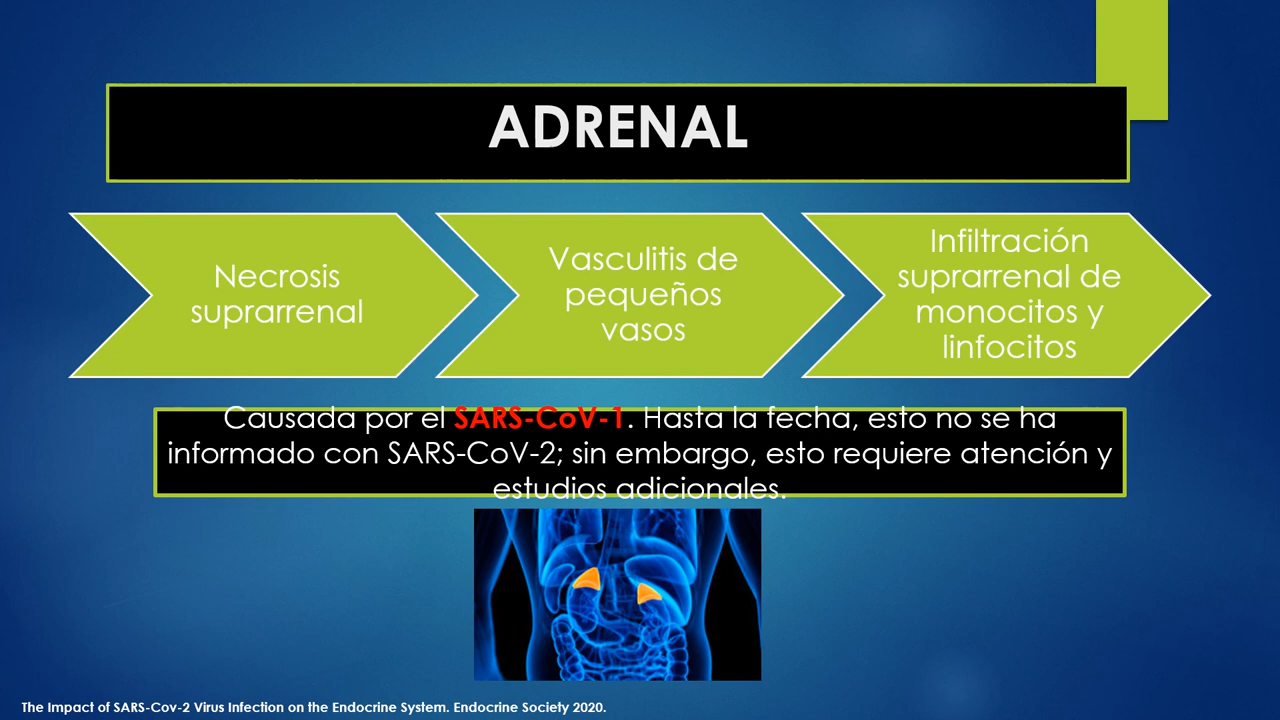 ADRENAL
Necrosis
suprarrenal
Vasculitis de
pequeños
vasos
Infiltración
suprarrenal de
monocitos y
linfocitos
Causada por el SARS-CoV-1. Hasta la fecha, esto no se ha
informado con SARS-CoV-2; sin embargo, esto requiere atención y
estudios adicionales.
The Impact of SARS-Cov-2 Virus Infection on the Endocrine System. Endocrine Society 2020.